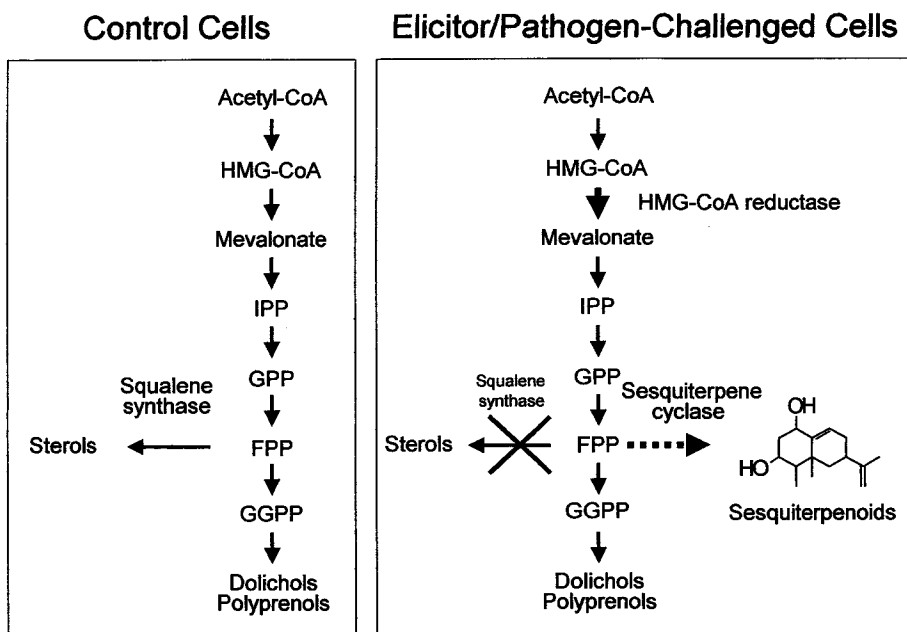 Control Cells
Acetyl-CoA
HMG-CoA
Mevalonate
IPP
GPP
Squalene
synthase
Sterols
FPP
GGPP
Dolichols
Polyprenols
Elicitor/Pathogen-Challenged Cells
Acetyl-CoA
HMG-CoA
HMG-CoA reductase
Mevalonate
IPP
GPP
Squalene
synthase
Sesquiterpene
cyclase
Sterols
FPP
OH
HO
Sesquiterpenoids
GGPP
Dolichols
Polyprenols